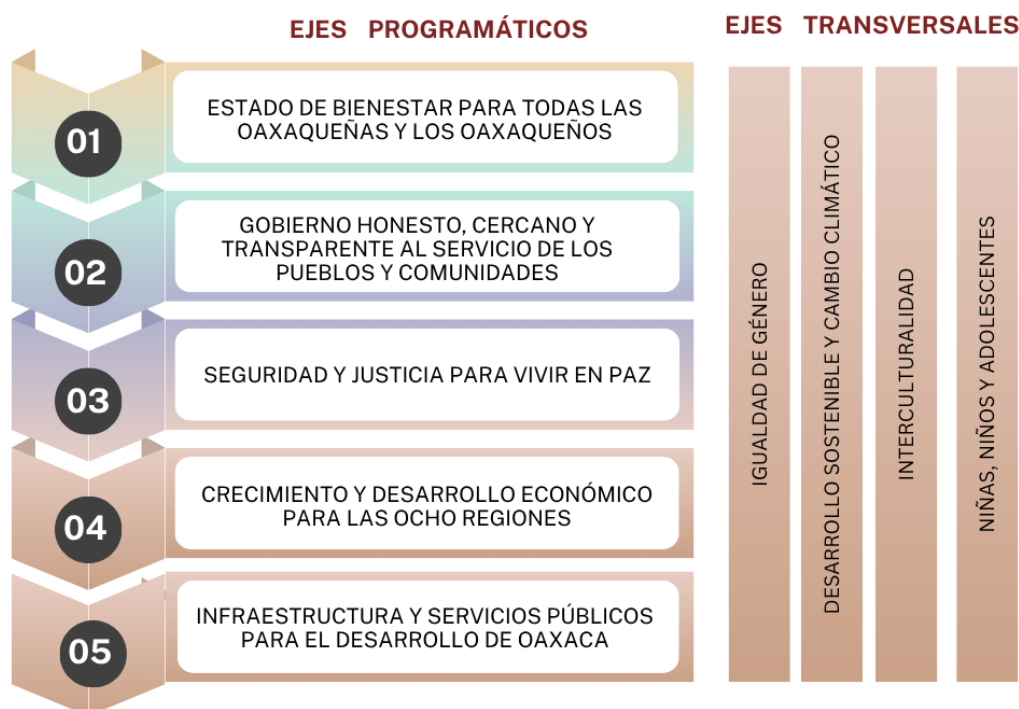 EJES PROGRAMÁTICOS
01
ESTADO DE BIENESTAR PARA TODAS LAS
OAXAQUEÑAS Y LOS OAXAQUEÑOS
02
GOBIERNO HONESTO, CERCANO Y
TRANSPARENTE AL SERVICIO DE LOS
PUEBLOS Y COMUNIDADES
03
SEGURIDAD Y JUSTICIA PARA VIVIR EN PAZ
04
CRECIMIENTO Y DESARROLLO ECONÓMICO
PARA LAS OCHO REGIONES
05
INFRAESTRUCTURA Y SERVICIOS PÚBLICOS
PARA EL DESARROLLO DE OAXACA
EJES TRANSVERSALES
IGUALDAD DE GÉNERO
DESARROLLO SOSTENIBLE Y CAMBIO CLIMÁTICO
INTERCULTURALIDAD
NIÑAS, NIÑOS Y ADOLESCENTES